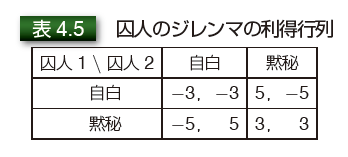 表 4.5 囚人のジレンマの利得行列
囚人 1 \ 囚人 2 自白 黙秘
自白 −3, −3 5, −5
黙秘 −5, 5 3, 3